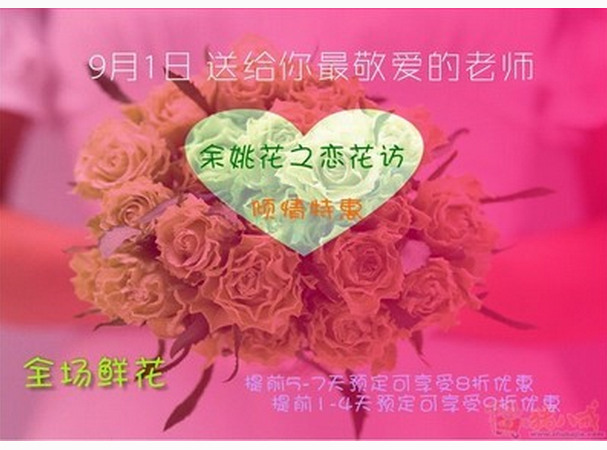 9月1日 送给你最敬爱的老师
余姚花之恋花访
倾情特惠
全场鲜花
提前5-7天预定可享受8折优惠
提前1-4天预定可享受9折优惠